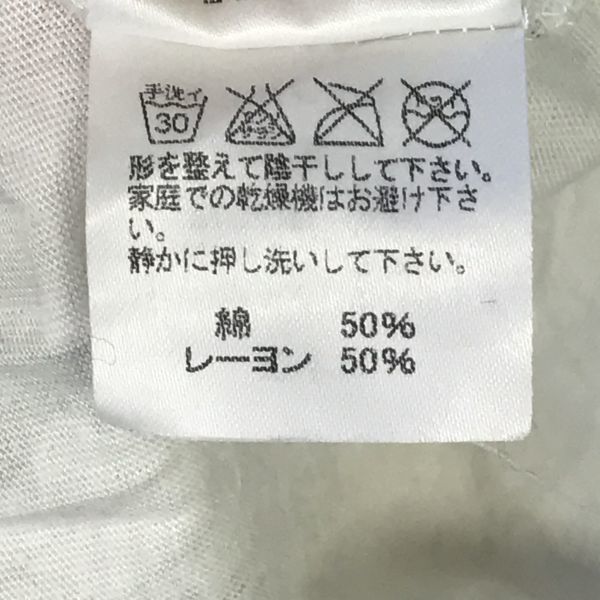 手洗イ
30
形を整えて陰干しして下さい。
家庭での乾燥機はお避け下さ
い。
静かに押し洗いして下さい。
綿 50%
レーヨン 50%